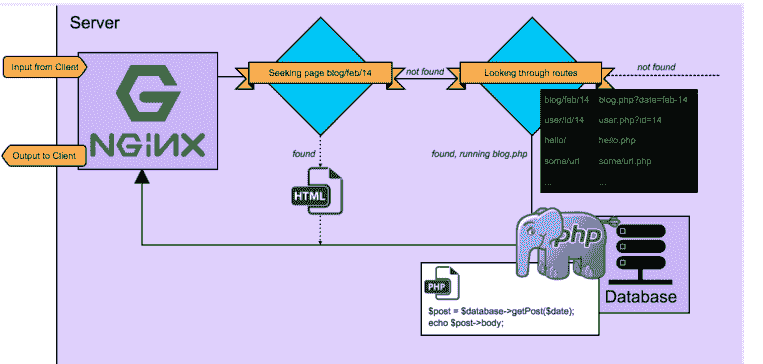 Server
Input from Client
Seeking page blog/feb/14
not found
Looking through routes
not found
NGiNX
blog/feb/14 blog.php?date=feb-14
user/id/14 user.php?id=14
hello/ hello.php
some/url some/url.php
... ...
Output to Client
found
found, running blog.php
HTML
php
Database
PHP
$post = $database->getPost($date);
echo $post->body;